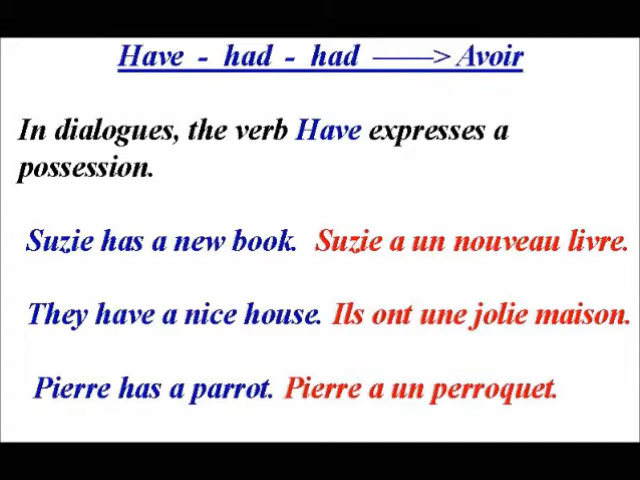 Have - had - had ——> Avoir
In dialogues, the verb Have expresses a
possession.
Suzie has a new book. Suzie a un nouveau livre.
They have a nice house. Ils ont une jolie maison.
Pierre has a parrot. Pierre a un perroquet.